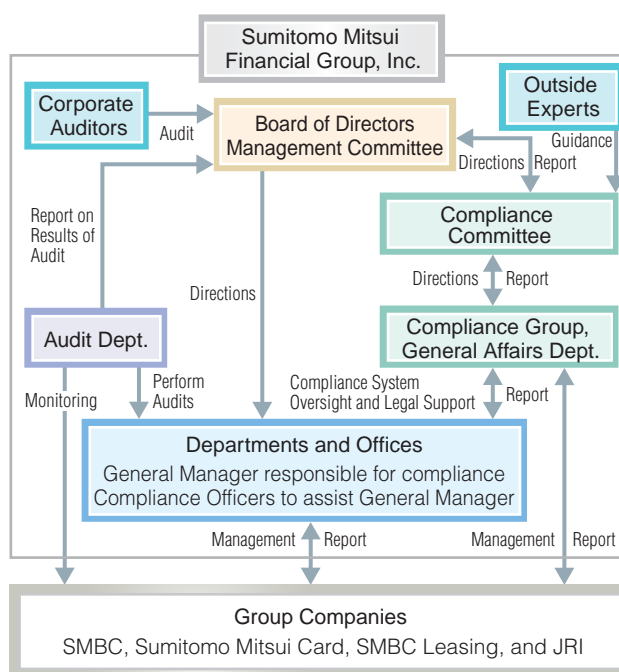 Sumitomo Mitsui
Financial Group, Inc.
Corporate
Auditors
Audit
Board of Directors
Management Committee
Outside
Experts
Guidance
Directions
Report
Report on
Results of
Audit
Compliance
Committee
Directions
Directions
Report
Audit Dept.
Compliance Group,
General Affairs Dept.
Monitoring
Perform
Audits
Compliance System
Oversight and Legal Support
Report
Departments and Offices
General Manager responsible for compliance
Compliance Officers to assist General Manager
Management
Report
Management
Report
Group Companies
SMBC, Sumitomo Mitsui Card, SMBC Leasing, and JRI